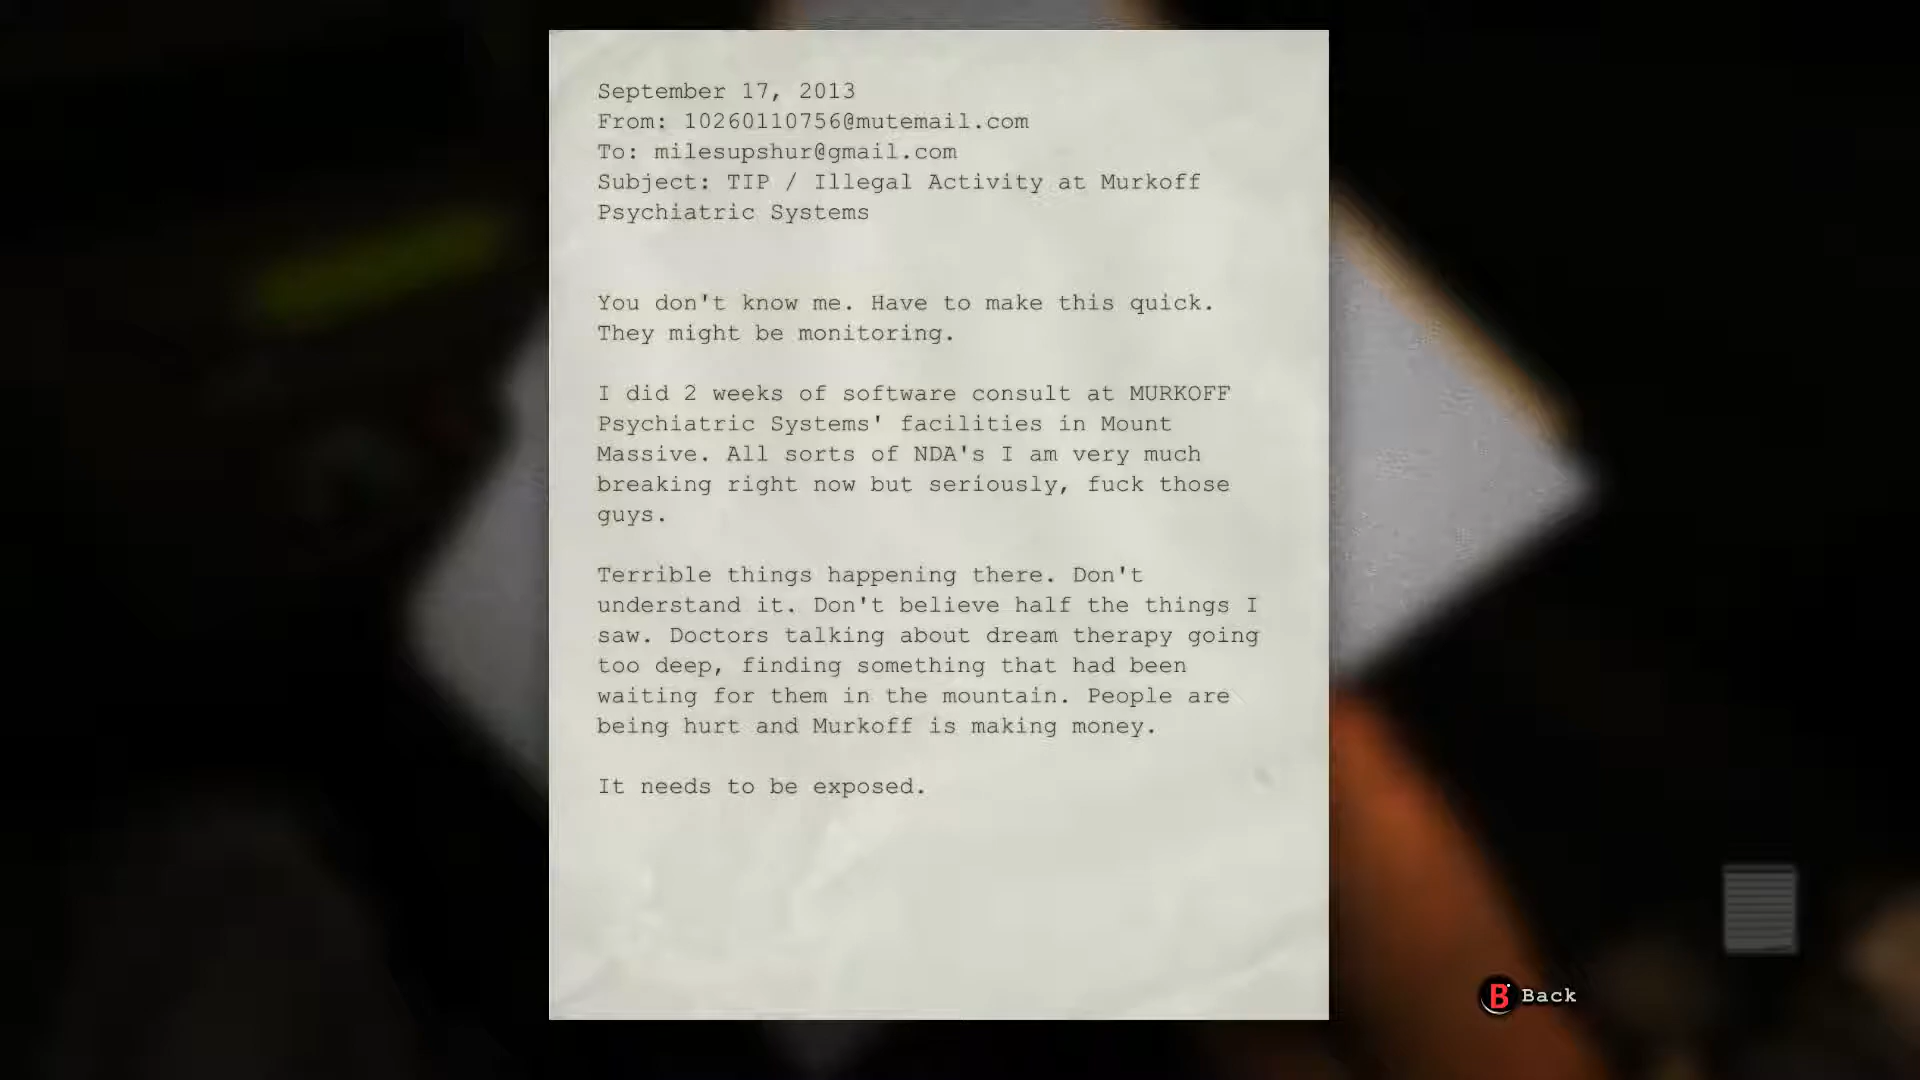 September 17, 2013
From: 10260110756@mutemail.com
To: milesupshur@gmail.com
Subject: TIP / Illegal Activity at Murkoff
Psychiatric Systems
You don't know me. Have to make this quick.
They might be monitoring.
I did 2 weeks of software consult at MURKOFF
Psychiatric Systems' facilities in Mount
Massive. All sorts of NDA's I am very much
breaking right now but seriously, fuck those
guys.
Terrible things happening there. Don't
understand it. Don't believe half the things I
saw. Doctors talking about dream therapy going
too deep, finding something that had been
waiting for them in the mountain. People are
being hurt and Murkoff is making money.
It needs to be exposed.
B Back